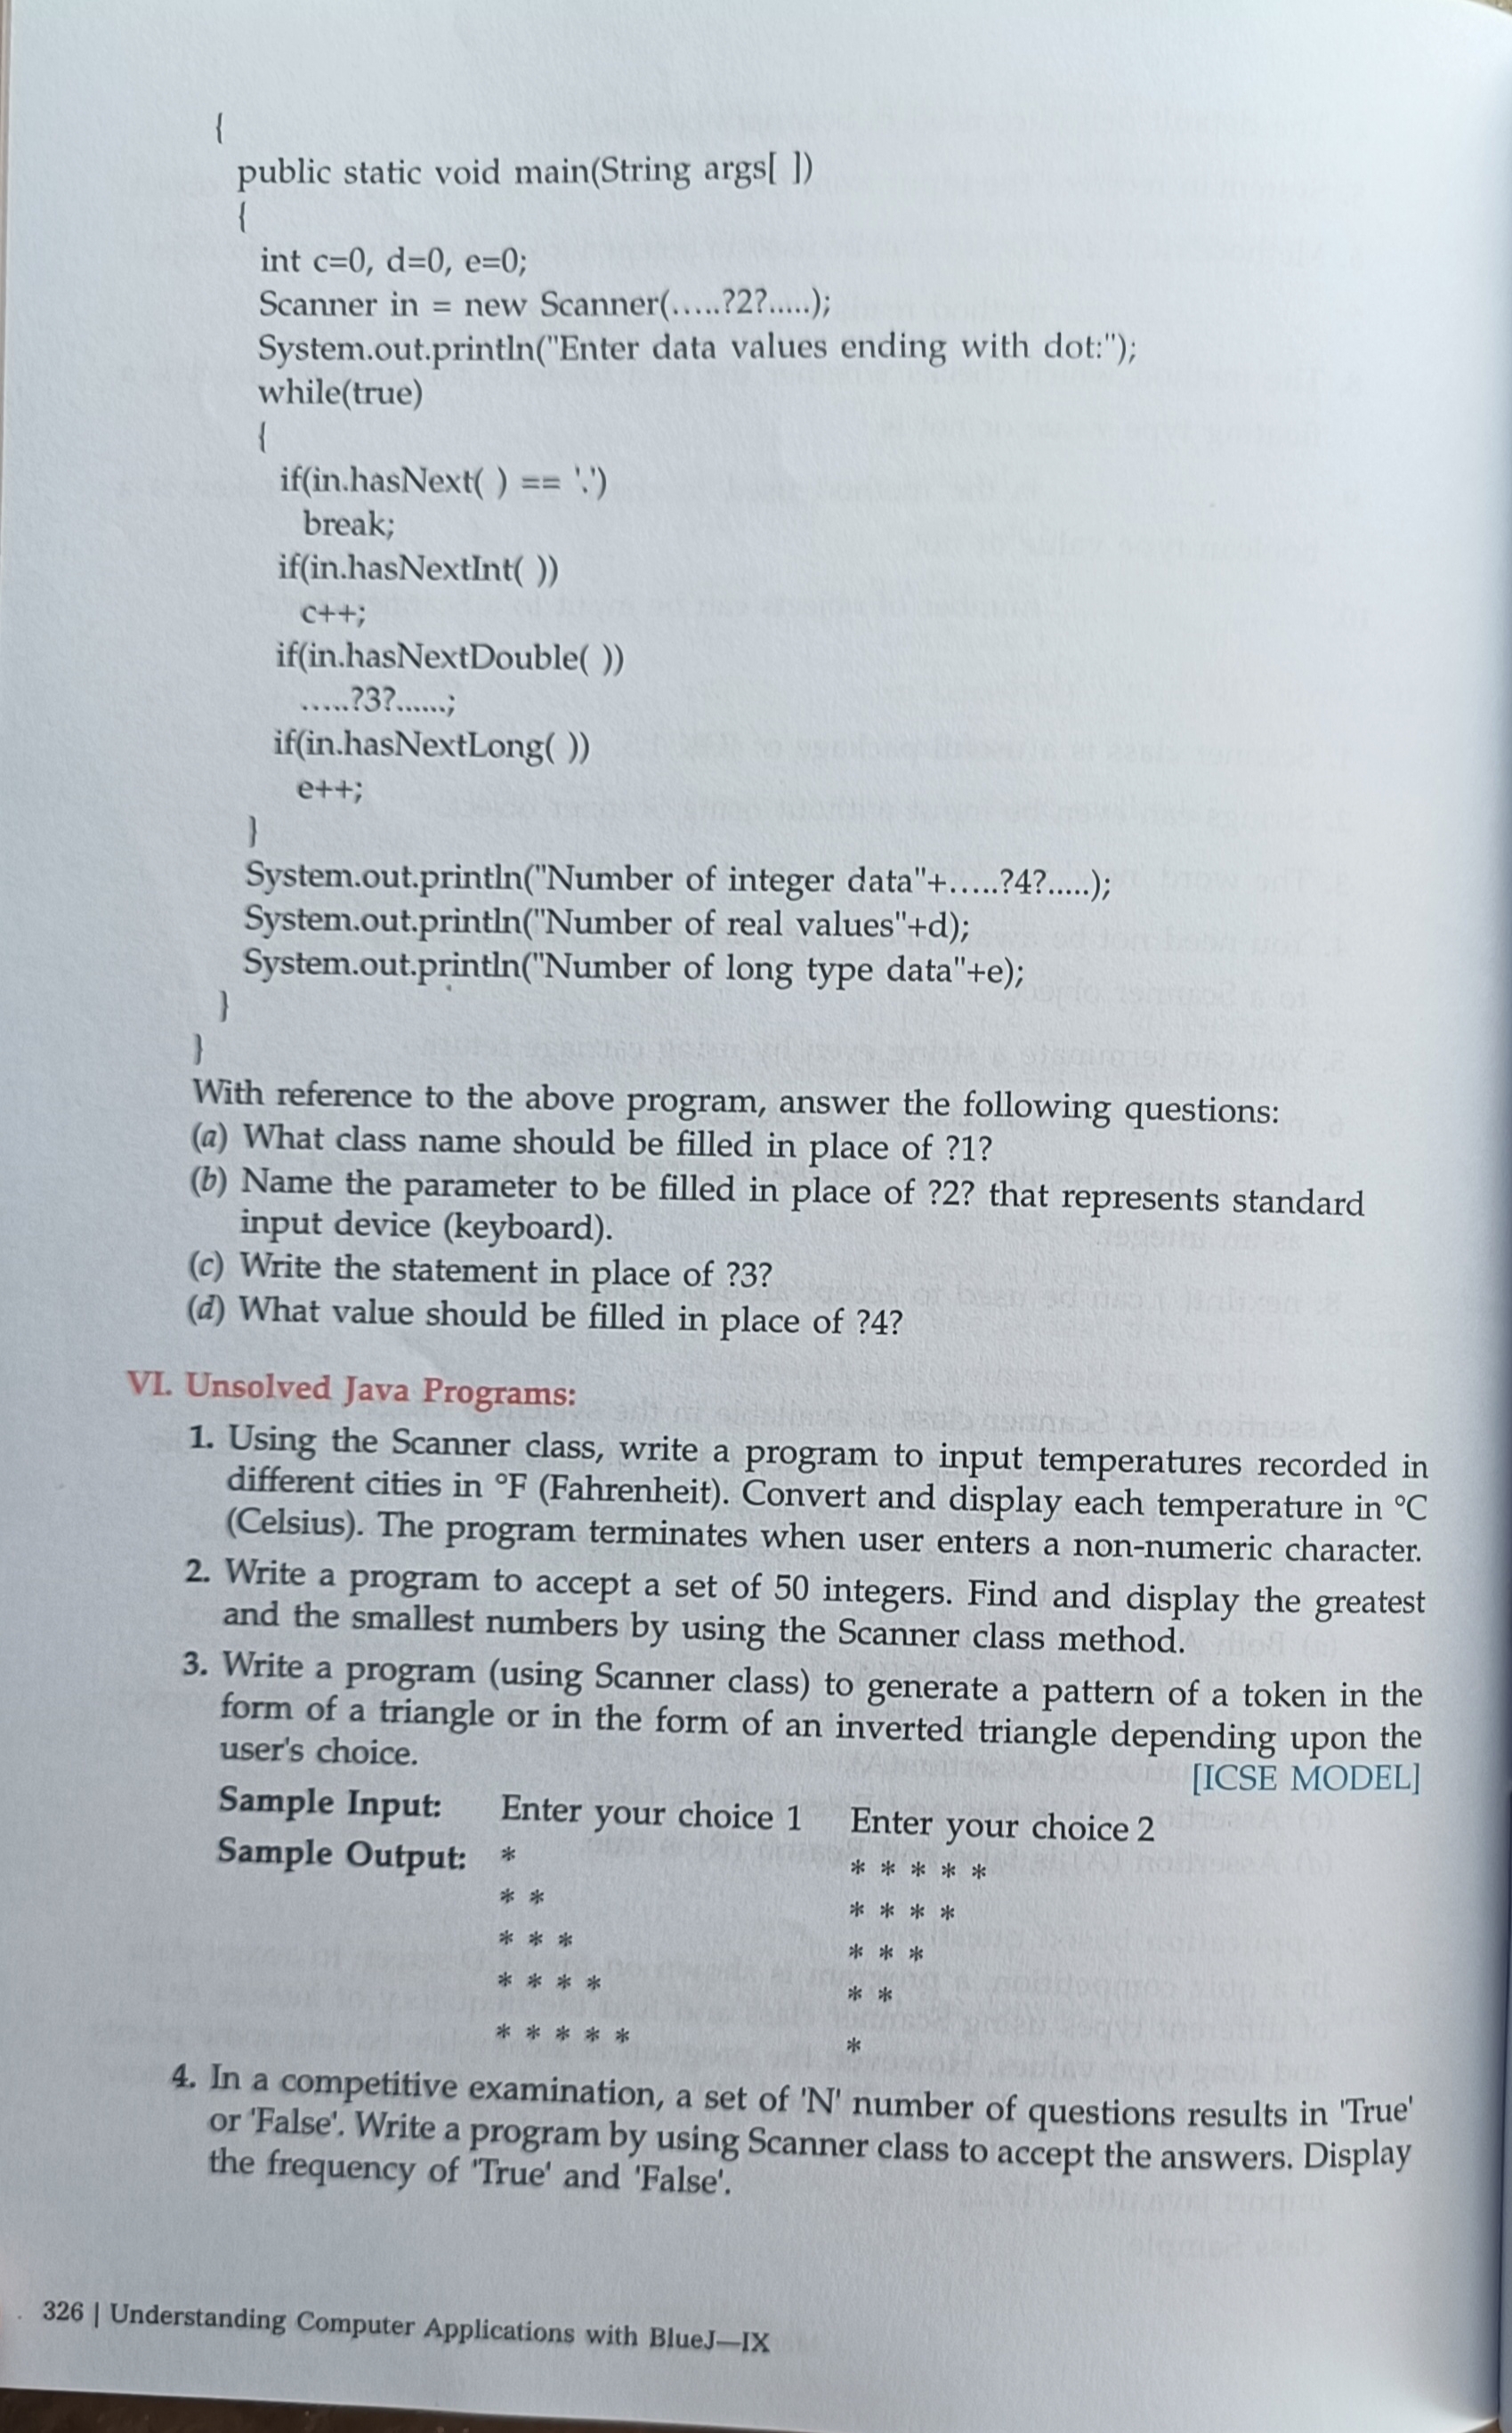 {
public static void main(String args[ ])
{
int c=0, d=0, e=0;
Scanner in = new Scanner(.....?2?.....);
System.out.println("Enter data values ending with dot:");
while(true)
{
if(in.hasNext( ) == '.')
break;
if(in.hasNextInt( ))
c++;
if(in.hasNextDouble( ))
.....?3?......;
if(in.hasNextLong( ))
e++;
}
System.out.println("Number of integer data"+.....?4?.....);
System.out.println("Number of real values"+d);
System.out.println("Number of long type data"+e);
}
}
With reference to the above program, answer the following questions:
(a) What class name should be filled in place of ?1?
(b) Name the parameter to be filled in place of ?2? that represents standard
input device (keyboard).
(c) Write the statement in place of ?3?
(d) What value should be filled in place of ?4?
VI. Unsolved Java Programs:
1. Using the Scanner class, write a program to input temperatures recorded in
different cities in °F (Fahrenheit). Convert and display each temperature in °C
(Celsius). The program terminates when user enters a non-numeric character.
2. Write a program to accept a set of 50 integers. Find and display the greatest
and the smallest numbers by using the Scanner class method.
3. Write a program (using Scanner class) to generate a pattern of a token in the
form of a triangle or in the form of an inverted triangle depending upon the
user's choice. [ICSE MODEL]
Sample Input: Enter your choice 1 Enter your choice 2
Sample Output: * * * * * *
* * * * * *
* * * * * *
* * * * * *
* * * * * *
4. In a competitive examination, a set of 'N' number of questions results in 'True'
or 'False'. Write a program by using Scanner class to accept the answers. Display
the frequency of 'True' and 'False'.
326 | Understanding Computer Applications with BlueJ—IX